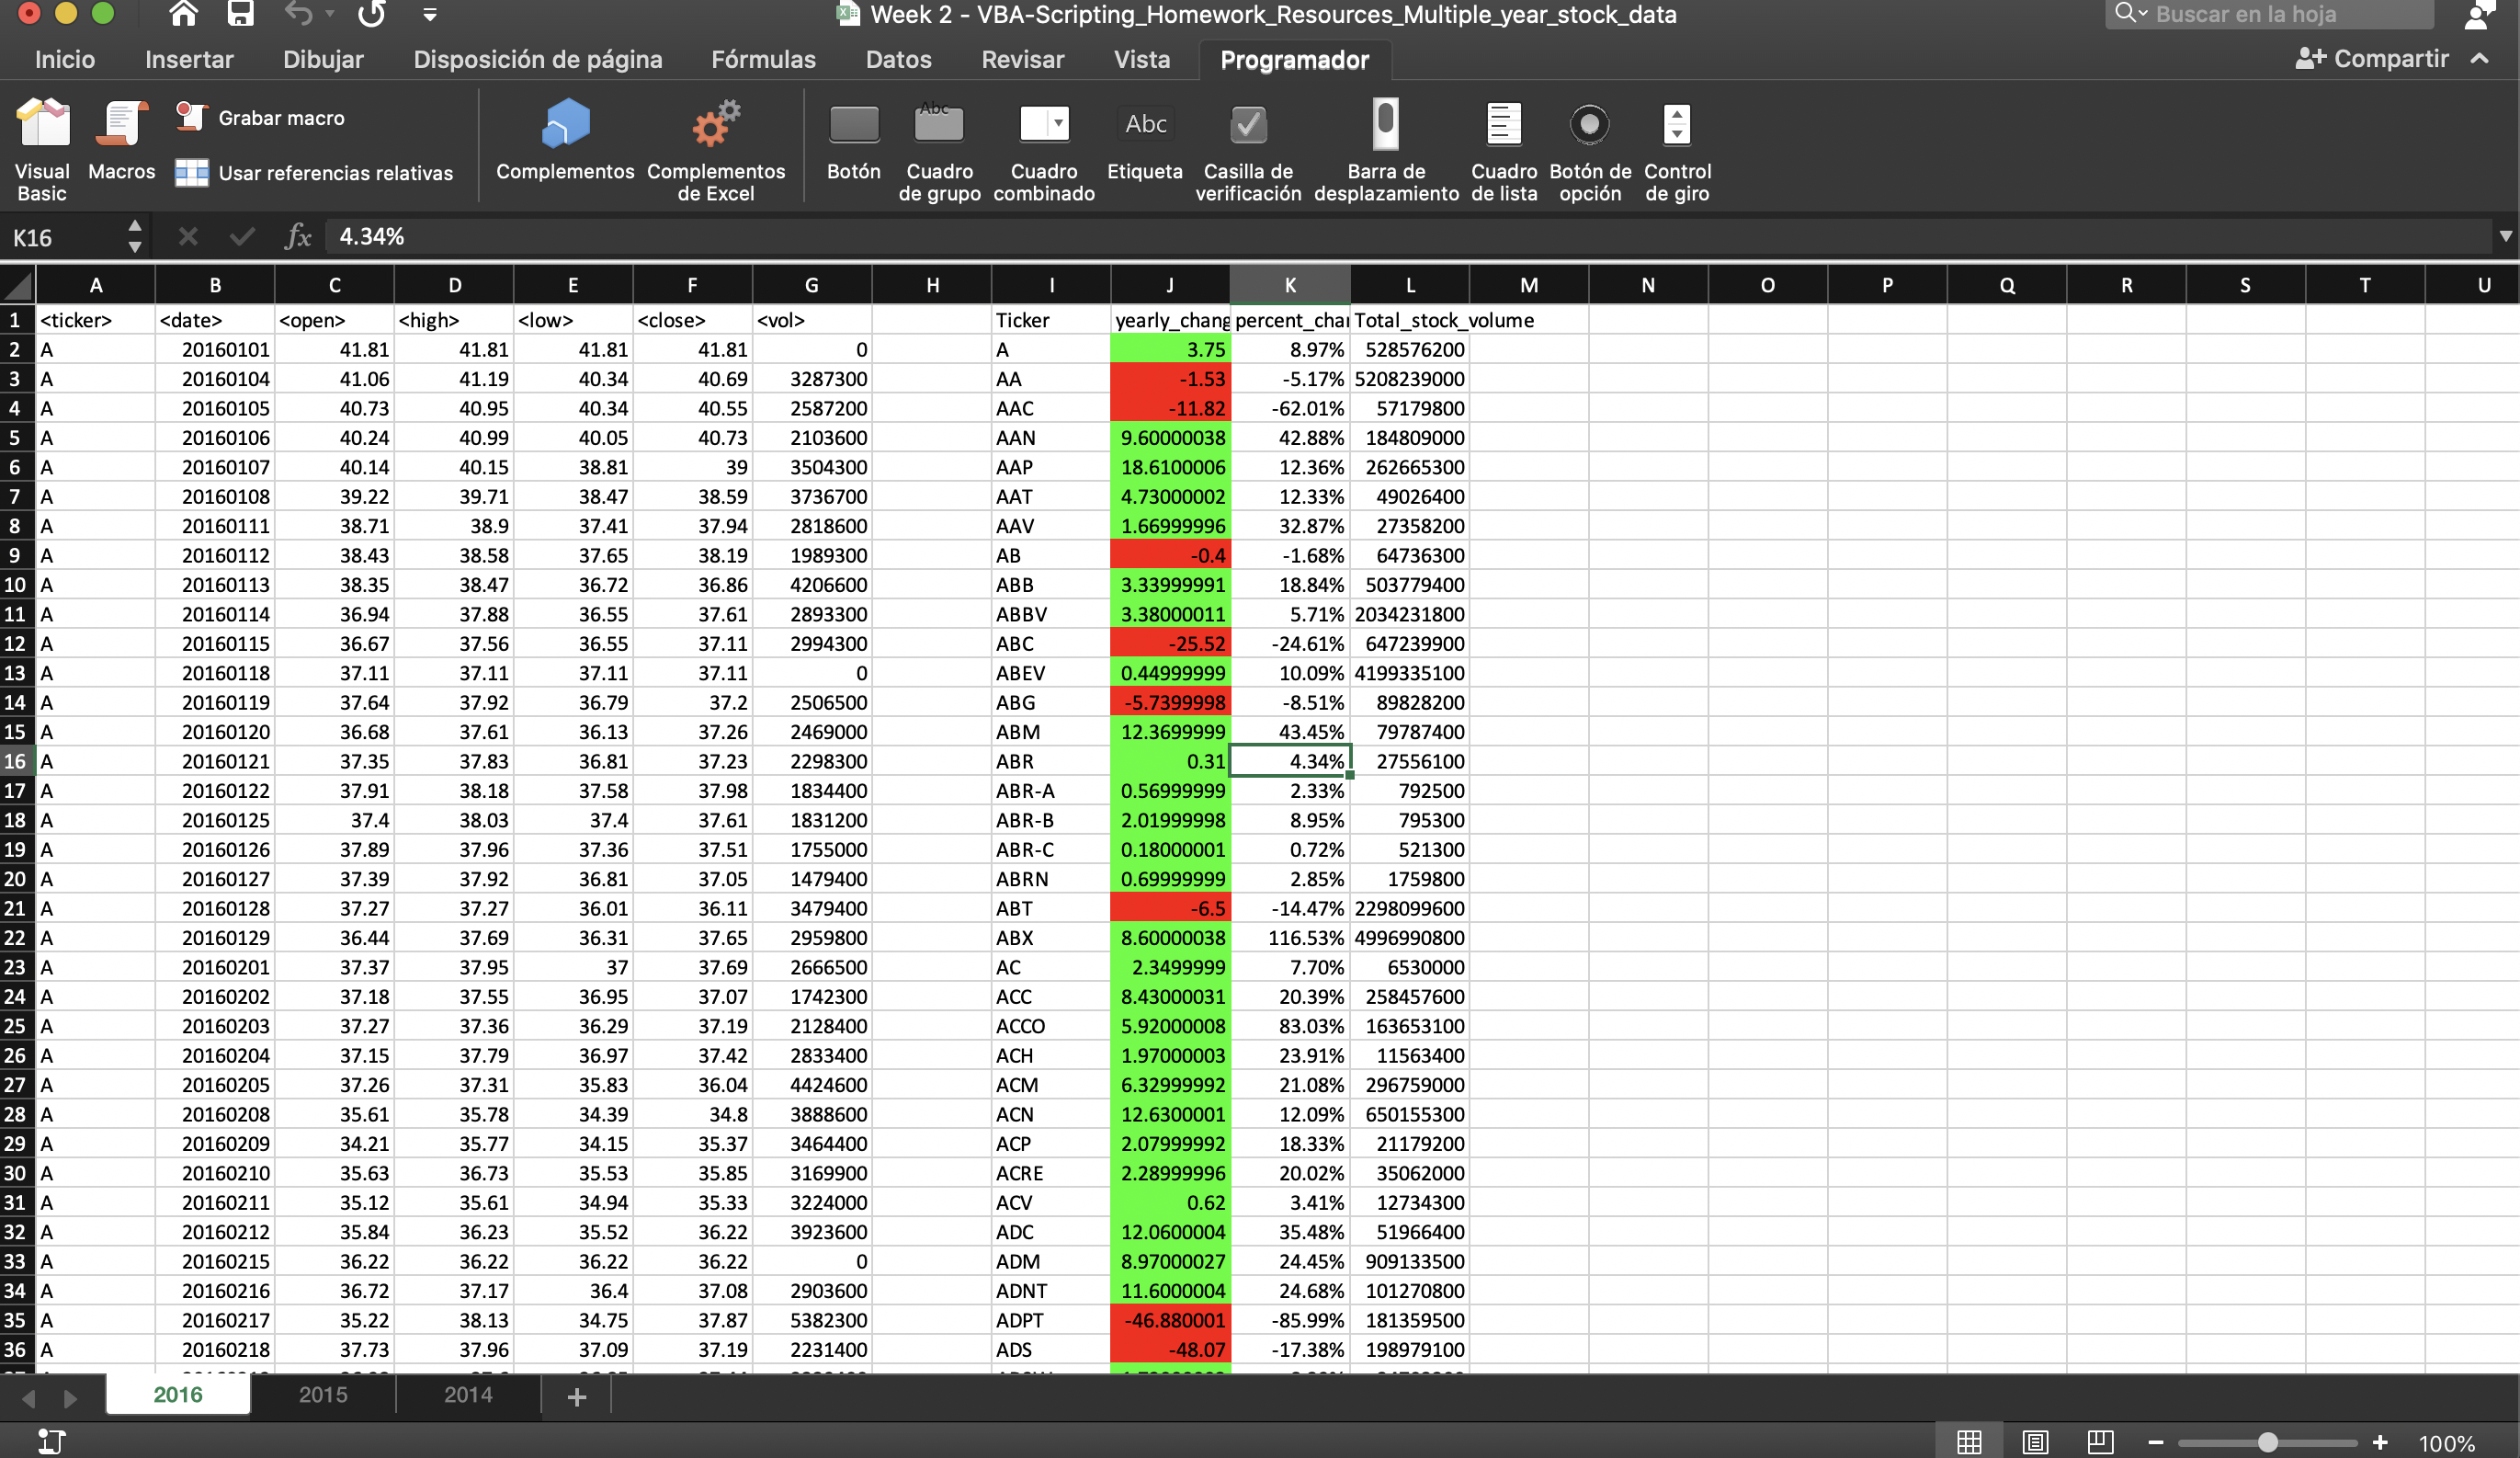 Week 2 - VBA-Scripting_Homework_Resources_Multiple_year_stock_data
Buscar en la hoja
Inicio Insertar Dibujar Disposición de página Fórmulas Datos Revisar Vista Programador Compartir
Visual Basic
Macros
Grabar macro
Usar referencias relativas
Complementos
Complementos de Excel
Botón
Cuadro de grupo
Cuadro combinado
Abc
Etiqueta
Casilla de verificación
Barra de desplazamiento
Cuadro de lista
Botón de opción
Control de giro
K16 fx 4.34%
A B C D E F G H I J K L M N O P Q R S T U
1 <ticker> <date> <open> <high> <low> <close> <vol> Ticker yearly_chang percent_char Total_stock_volume
2 A 20160101 41.81 41.81 41.81 41.81 0 A 3.75 8.97% 528576200
3 A 20160104 41.06 41.19 40.34 40.69 3287300 AA -1.53 -5.17% 5208239000
4 A 20160105 40.73 40.95 40.34 40.55 2587200 AAC -11.82 -62.01% 57179800
5 A 20160106 40.24 40.99 40.05 40.73 2103600 AAN 9.60000038 42.88% 184809000
6 A 20160107 40.14 40.15 38.81 39 3504300 AAP 18.6100006 12.36% 262665300
7 A 20160108 39.22 39.71 38.47 38.59 3736700 AAT 4.73000002 12.33% 49026400
8 A 20160111 38.71 38.9 37.41 37.94 2818600 AAV 1.66999996 32.87% 27358200
9 A 20160112 38.43 38.58 37.65 38.19 1989300 AB -0.4 -1.68% 64736300
10 A 20160113 38.35 38.47 36.72 36.86 4206600 ABB 3.33999991 18.84% 503779400
11 A 20160114 36.94 37.88 36.55 37.61 2893300 ABBV 3.38000011 5.71% 2034231800
12 A 20160115 36.67 37.56 36.55 37.11 2994300 ABC -25.52 -24.61% 647239900
13 A 20160118 37.11 37.11 37.11 37.11 0 ABEV 0.44999999 10.09% 4199335100
14 A 20160119 37.64 37.92 36.79 37.2 2506500 ABG -5.7399998 -8.51% 89828200
15 A 20160120 36.68 37.61 36.13 37.26 2469000 ABM 12.3699999 43.45% 79787400
16 A 20160121 37.35 37.83 36.81 37.23 2298300 ABR 0.31 4.34% 27556100
17 A 20160122 37.91 38.18 37.58 37.98 1834400 ABR-A 0.56999999 2.33% 792500
18 A 20160125 37.4 38.03 37.4 37.61 1831200 ABR-B 2.01999998 8.95% 795300
19 A 20160126 37.89 37.96 37.36 37.51 1755000 ABR-C 0.18000001 0.72% 521300
20 A 20160127 37.39 37.92 36.81 37.05 1479400 ABRN 0.69999999 2.85% 1759800
21 A 20160128 37.27 37.27 36.01 36.11 3479400 ABT -6.5 -14.47% 2298099600
22 A 20160129 36.44 37.69 36.31 37.65 2959800 ABX 8.60000038 116.53% 4996990800
23 A 20160201 37.37 37.95 37 37.69 2666500 AC 2.3499999 7.70% 6530000
24 A 20160202 37.18 37.55 36.95 37.07 1742300 ACC 8.43000031 20.39% 258457600
25 A 20160203 37.27 37.36 36.29 37.19 2128400 ACCO 5.92000008 83.03% 163653100
26 A 20160204 37.15 37.79 36.97 37.42 2833400 ACH 1.97000003 23.91% 11563400
27 A 20160205 37.26 37.31 35.83 36.04 4424600 ACM 6.32999992 21.08% 296759000
28 A 20160208 35.61 35.78 34.39 34.8 3888600 ACN 12.6300001 12.09% 650155300
29 A 20160209 34.21 35.77 34.15 35.37 3464400 ACP 2.07999992 18.33% 21179200
30 A 20160210 35.63 36.73 35.53 35.85 3169900 ACRE 2.28999996 20.02% 35062000
31 A 20160211 35.12 35.61 34.94 35.33 3224000 ACV 0.62 3.41% 12734300
32 A 20160212 35.84 36.23 35.52 36.22 3923600 ADC 12.0600004 35.48% 51966400
33 A 20160215 36.22 36.22 36.22 36.22 0 ADM 8.97000027 24.45% 909133500
34 A 20160216 36.72 37.17 36.4 37.08 2903600 ADNT 11.6000004 24.68% 101270800
35 A 20160217 35.22 38.13 34.75 37.87 5382300 ADPT -46.880001 -85.99% 181359500
36 A 20160218 37.73 37.96 37.09 37.19 2231400 ADS -48.07 -17.38% 198979100
2016 2015 2014
100%